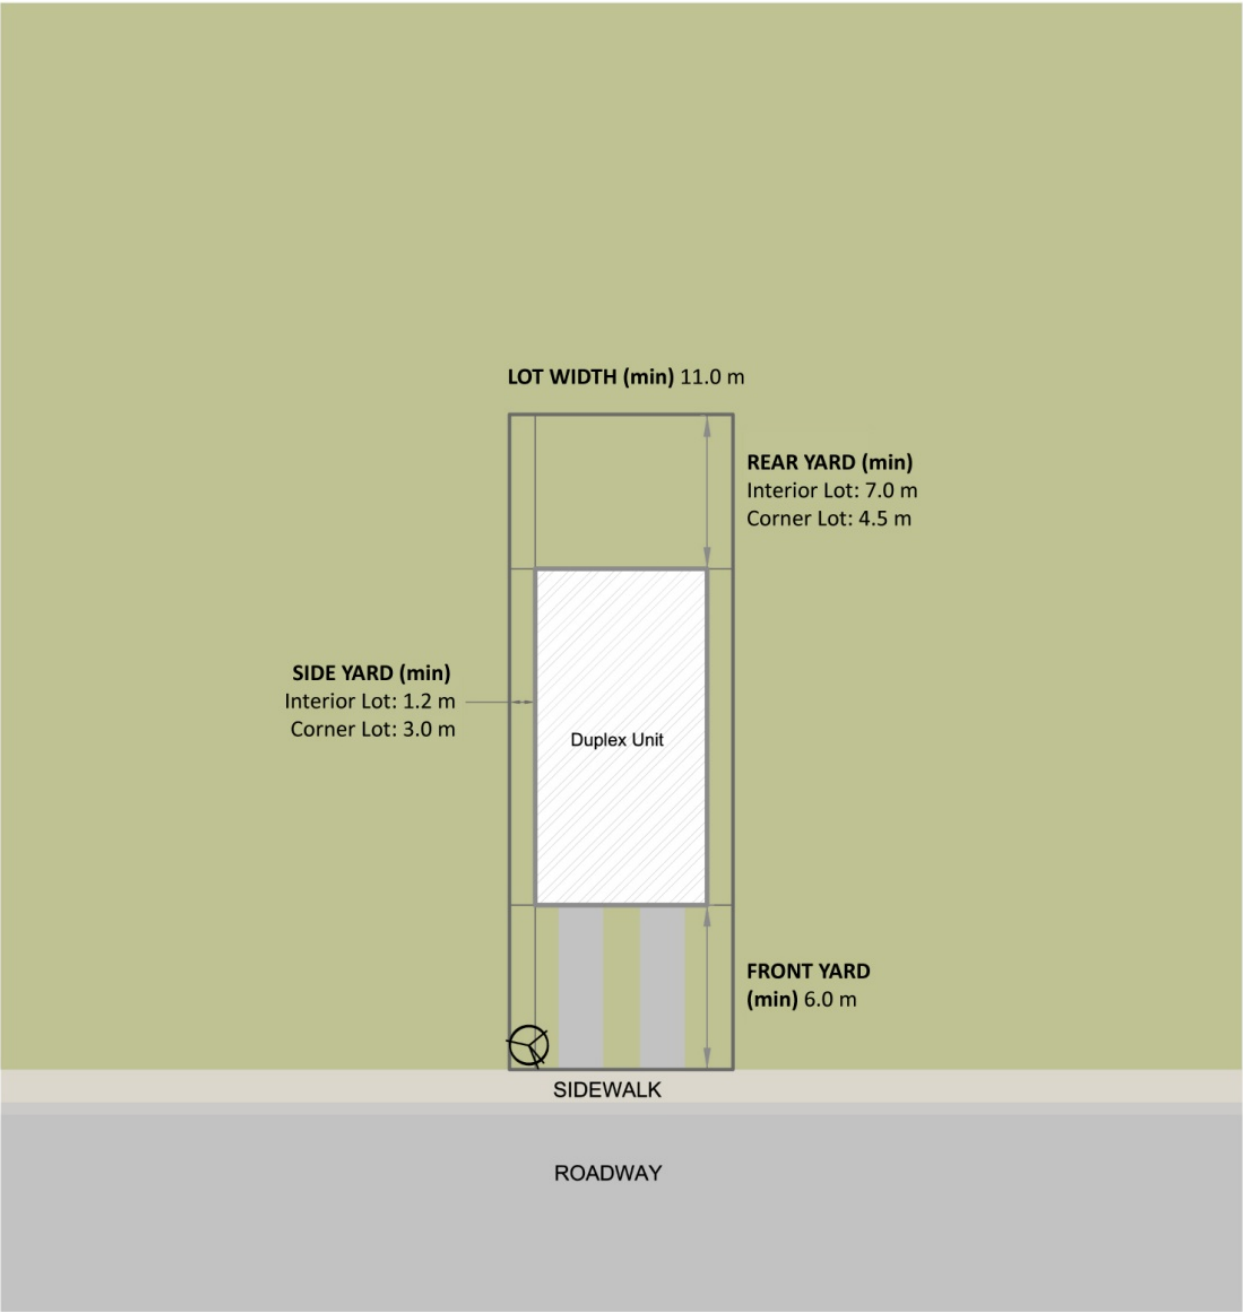 LOT WIDTH (min) 11.0 m
REAR YARD (min)
Interior Lot: 7.0 m
Corner Lot: 4.5 m
SIDE YARD (min)
Interior Lot: 1.2 m
Corner Lot: 3.0 m
Duplex Unit
FRONT YARD
(min) 6.0 m
SIDEWALK
ROADWAY